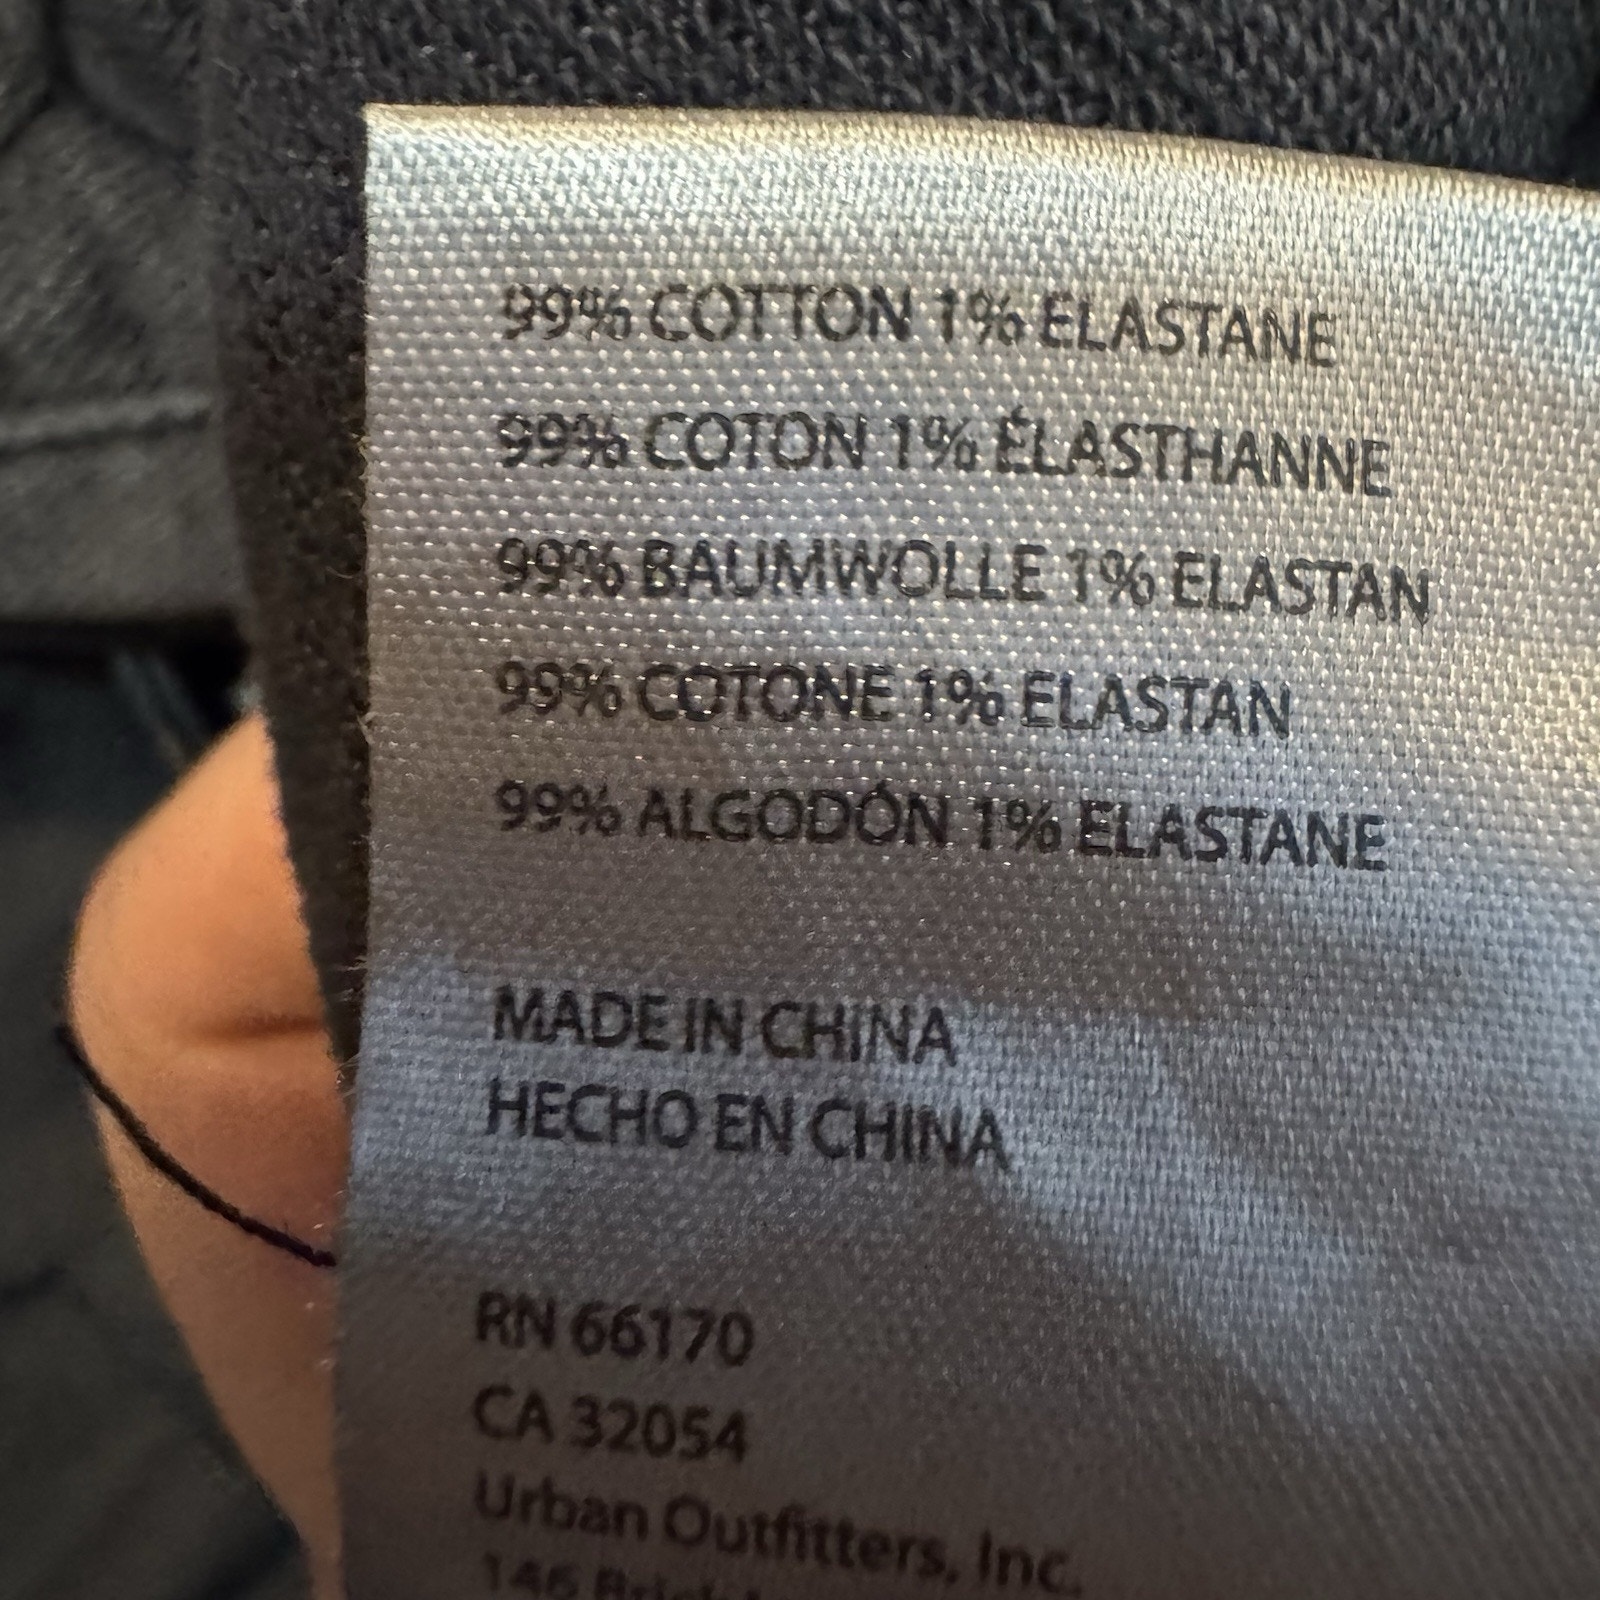 99% COTTON 1% ELASTANE
99% COTON 1% ÉLASTHANNE
99% BAUMWOLLE 1% ELASTAN
99% COTONE 1% ELASTAN
99% ALGODÓN 1% ELASTANE
MADE IN CHINA
HECHO EN CHINA
RN 66170
CA 32054
Urban Outfitters, Inc.
146